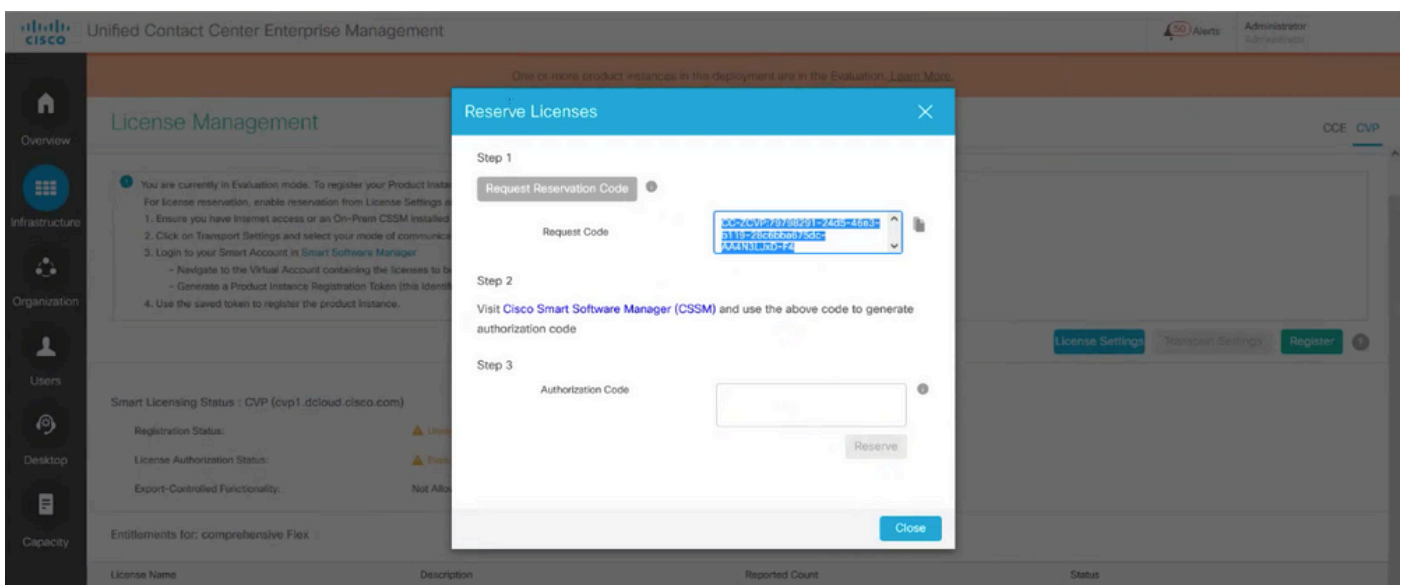 CISCO
Unified Contact Center Enterprise Management
50 Alerts
Administrator
Administrator
One or more product instances in the deployment are in the Evaluation. Learn More.
Overview
Infrastructure
Organization
Users
Desktop
Capacity
License Management
CCE CVP
You are currently in Evaluation mode. To register your Product Insta
For license reservation, enable reservation from License Settings
1. Ensure you have Internet access or an On-Prem CSSM installed
2. Click on Transport Settings and select your mode of communica
3. Login to your Smart Account in Smart Software Manager
- Navigate to the Virtual Account containing the licenses to b
- Generate a Product Instance Registration Token (this identif
4. Use the saved token to register the product instance.
License Settings
Transport Settings
Register
Smart Licensing Status : CVP (cvp1.dcloud.cisco.com)
Registration Status:
License Authorization Status:
Export-Controlled Functionality:
Not Allo
Entitlements for: comprehensive Flex
License Name
Description
Reported Count
Status
Reserve Licenses
Step 1
Request Reservation Code
Request Code
Step 2
Visit Cisco Smart Software Manager (CSSM) and use the above code to generate
authorization code
Step 3
Authorization Code
Reserve
Close